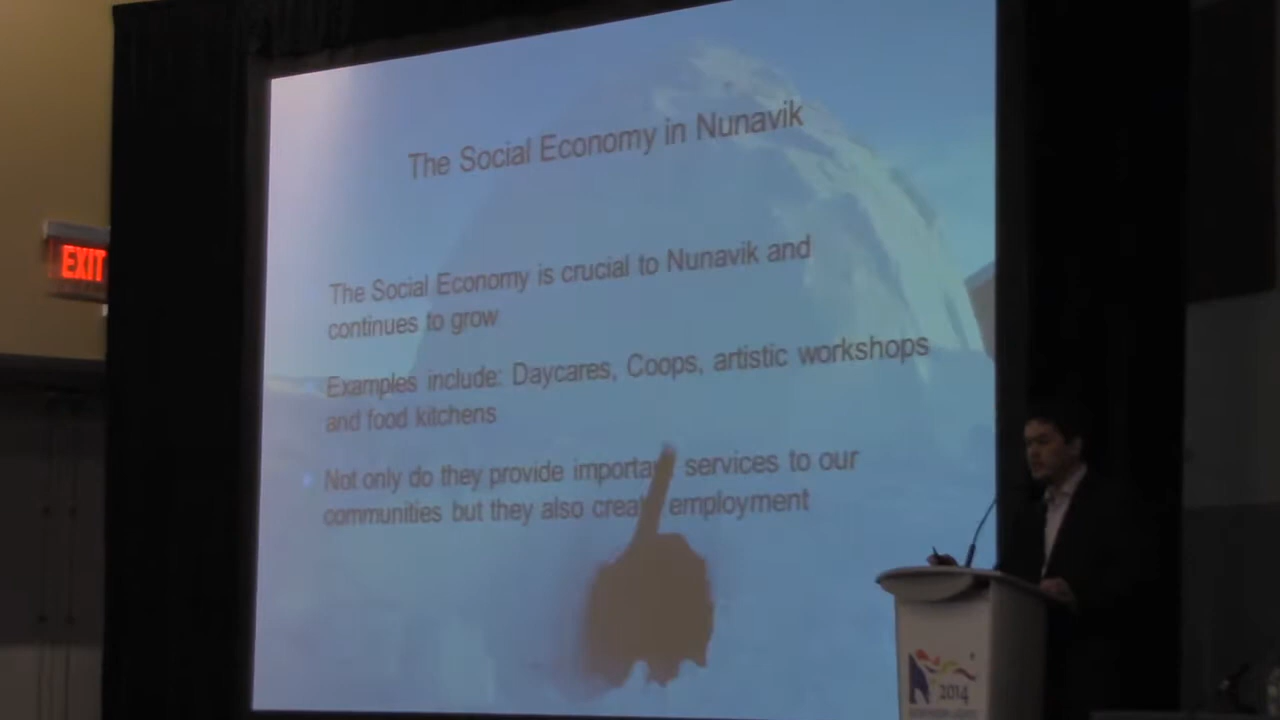 The Social Economy in Nunavik
The Social Economy is crucial to Nunavik and
continues to grow
Examples include: Daycares, Coops, artistic workshops
and food kitchens
Not only do they provide important services to our
communities but they also create employment
EXIT
2014